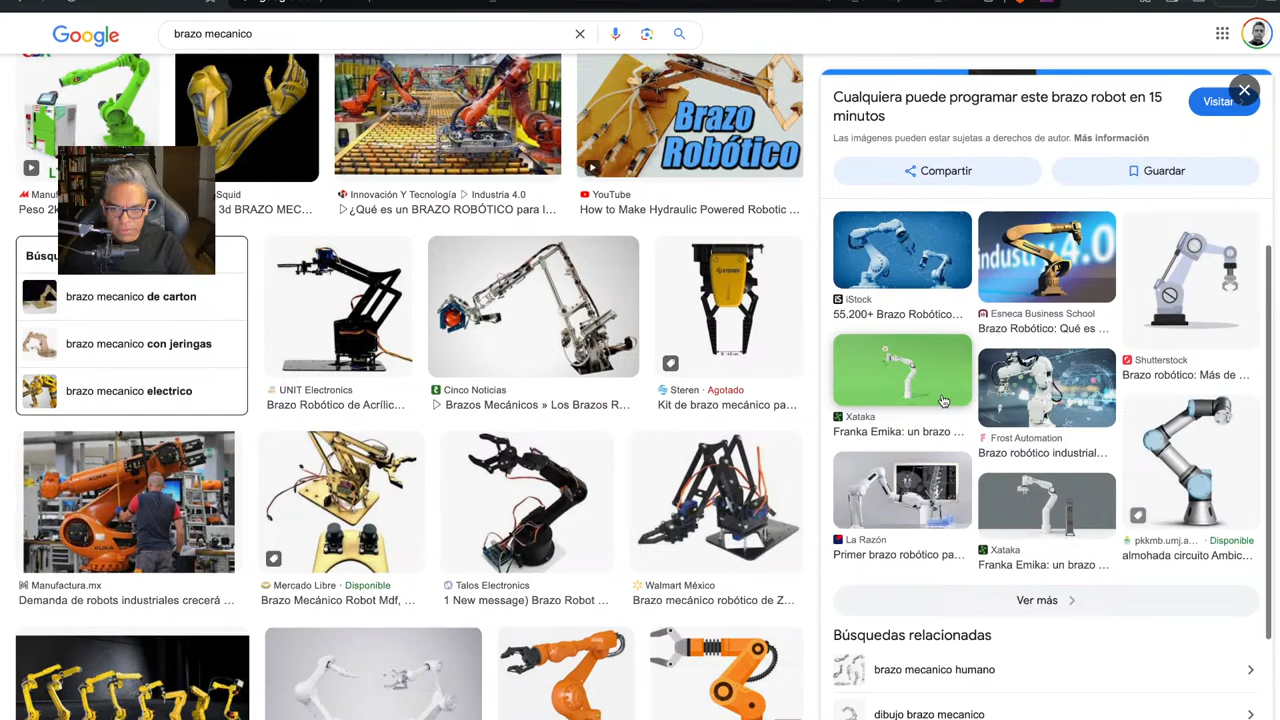 Google
brazo mecanico
Brazo
Robótico
Manuf
Peso 2k
Squid
3d BRAZO MEC...
Innovación Y Tecnología ▷ Industria 4.0
▷¿Qué es un BRAZO ROBÓTICO para l...
YouTube
How to Make Hydraulic Powered Robotic ...
Búsqu
brazo mecanico de carton
brazo mecanico con jeringas
brazo mecanico electrico
STEREN
UNIT Electronics
Brazo Robótico de Acrílic...
Cinco Noticias
▷ Brazos Mecánicos » Los Brazos R...
Steren · Agotado
Kit de brazo mecánico pa...
KUKA
KUKA
Manufactura.mx
Demanda de robots industriales crecerá ...
Mercado Libre · Disponible
Brazo Mecánico Robot Mdf, ...
Talos Electronics
1 New message) Brazo Robot ...
Walmart México
Brazo mecánico robótico de Z...
Cualquiera puede programar este brazo robot en 15
minutos
Visitar
Las imágenes pueden estar sujetas a derechos de autor. Más información
Compartir
Guardar
Industry 4.0
iStock
55.200+ Brazo Robótico...
Esneca Business School
Brazo Robótico: Qué es ...
Shutterstock
Brazo robótico: Más de ...
Xataka
Franka Emika: un brazo ...
Frost Automation
Brazo robótico industrial...
La Razón
Primer brazo robótico pa...
Xataka
Franka Emika: un brazo ...
pkkmb.umj.a... · Disponible
almohada circuito Ambic...
Ver más
Búsquedas relacionadas
brazo mecanico humano
dibujo brazo mecanico